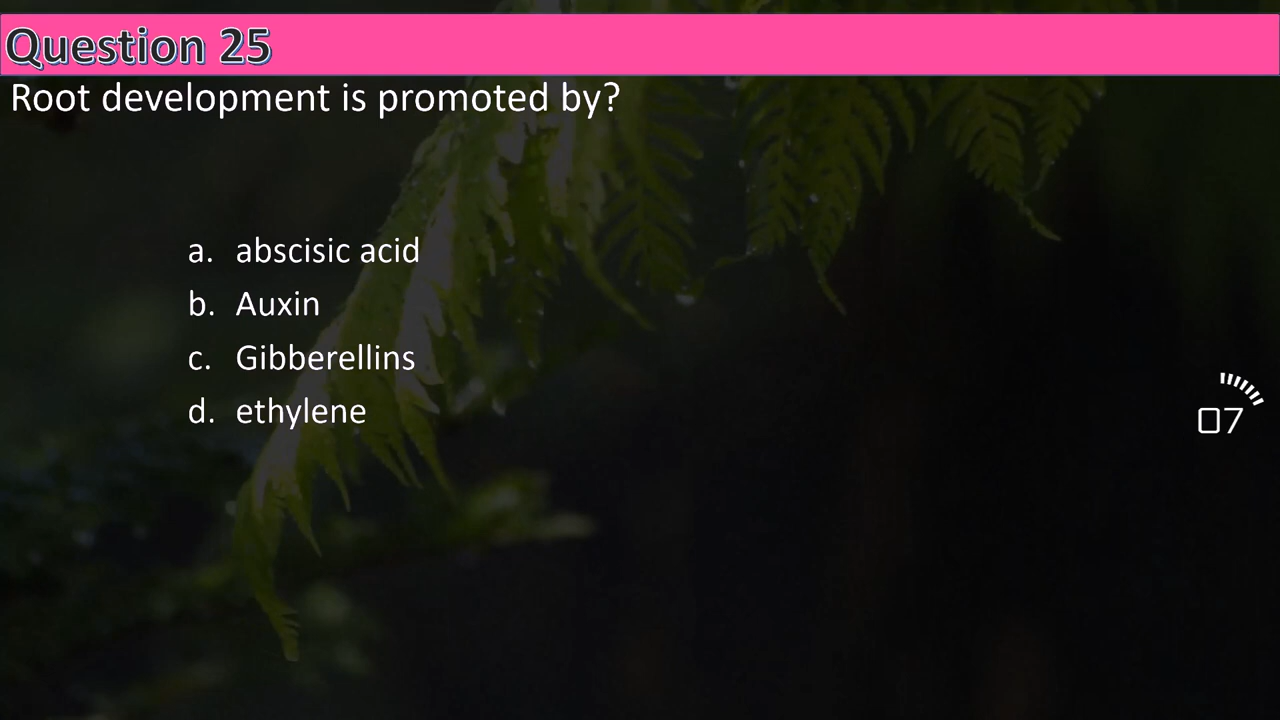 Question 25
Root development is promoted by?
a. abscisic acid
b. Auxin
c. Gibberellins
d. ethylene
07